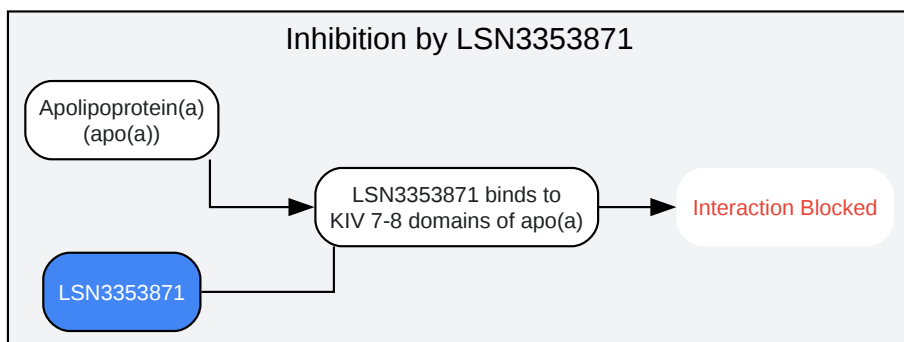 Inhibition by LSN3353871
Apolipoprotein(a)
(apo(a))
LSN3353871 binds to
KIV 7-8 domains of apo(a)
Interaction Blocked
LSN3353871